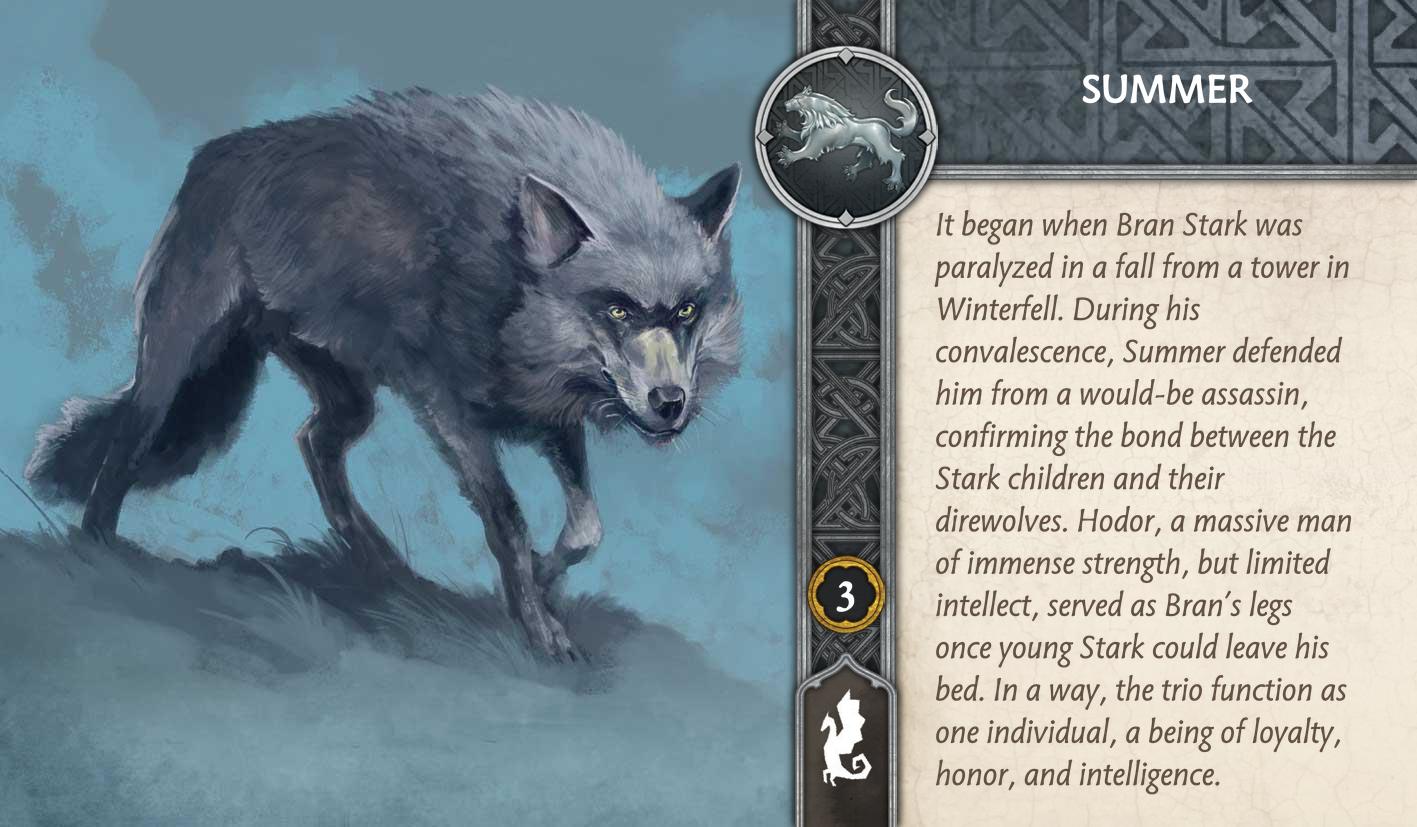 SUMMER
It began when Bran Stark was
paralyzed in a fall from a tower in
Winterfell. During his
convalescence, Summer defended
him from a would-be assassin,
confirming the bond between the
Stark children and their
direwolves. Hodor, a massive man
of immense strength, but limited
intellect, served as Bran's legs
once young Stark could leave his
bed. In a way, the trio function as
one individual, a being of loyalty,
honor, and intelligence.
3